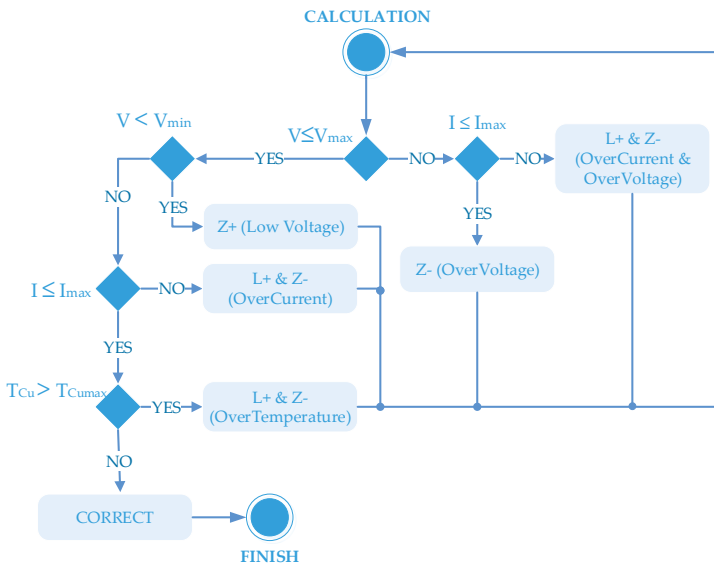 CALCULATION
V < Vmin
V≤Vmax
I ≤ Imax
YES
NO
NO
L+ & Z-
(OverCurrent &
OverVoltage)
NO
YES
YES
Z+ (Low Voltage)
Z- (OverVoltage)
I ≤ Imax
NO
L+ & Z-
(OverCurrent)
YES
TCu > TCumax
YES
L+ & Z-
(OverTemperature)
NO
CORRECT
FINISH